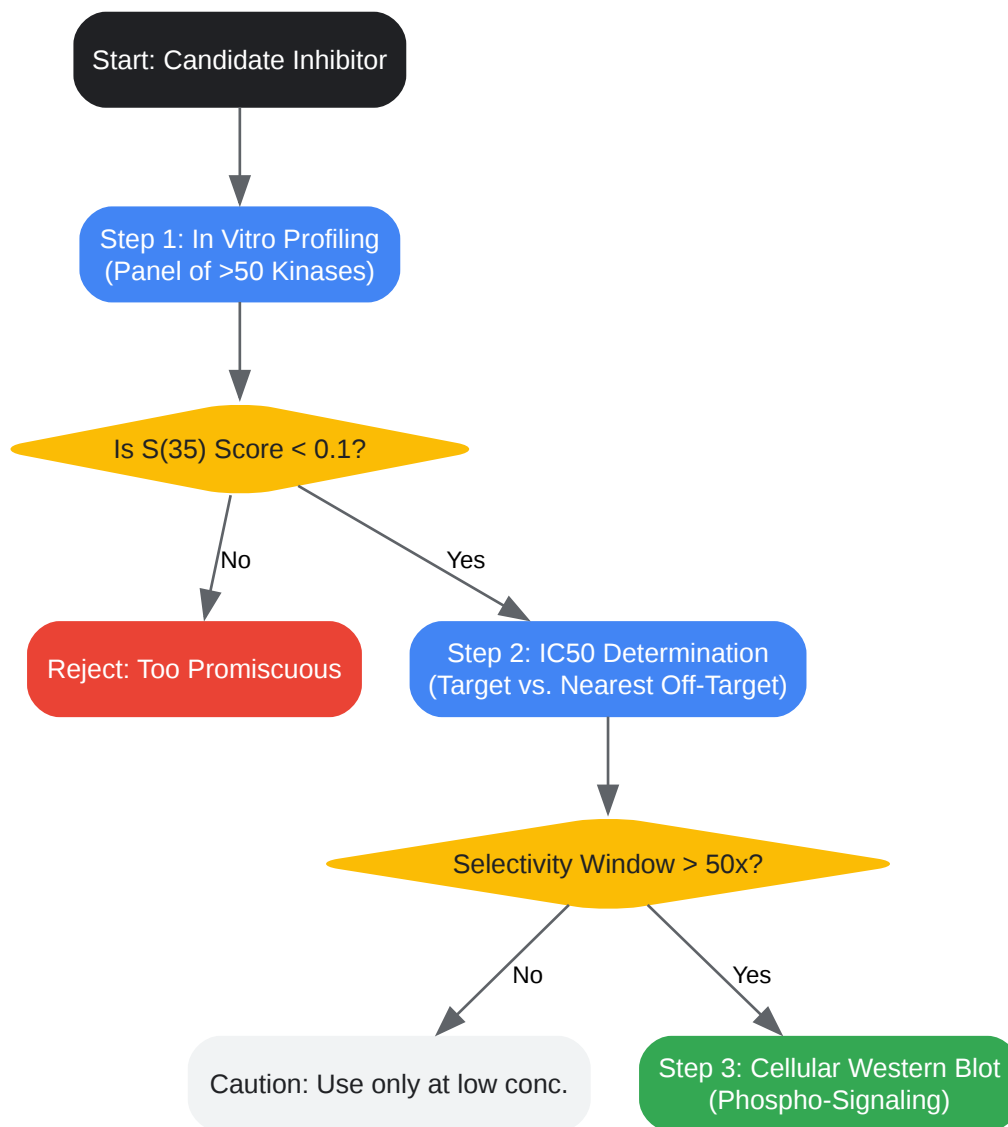 Start: Candidate Inhibitor
Step 1: In Vitro Profiling
(Panel of >50 Kinases)
Is S(35) Score < 0.1?
No
Yes
Reject: Too Promiscuous
Step 2: IC50 Determination
(Target vs. Nearest Off-Target)
Selectivity Window > 50x?
No
Yes
Caution: Use only at low conc.
Step 3: Cellular Western Blot
(Phospho-Signaling)